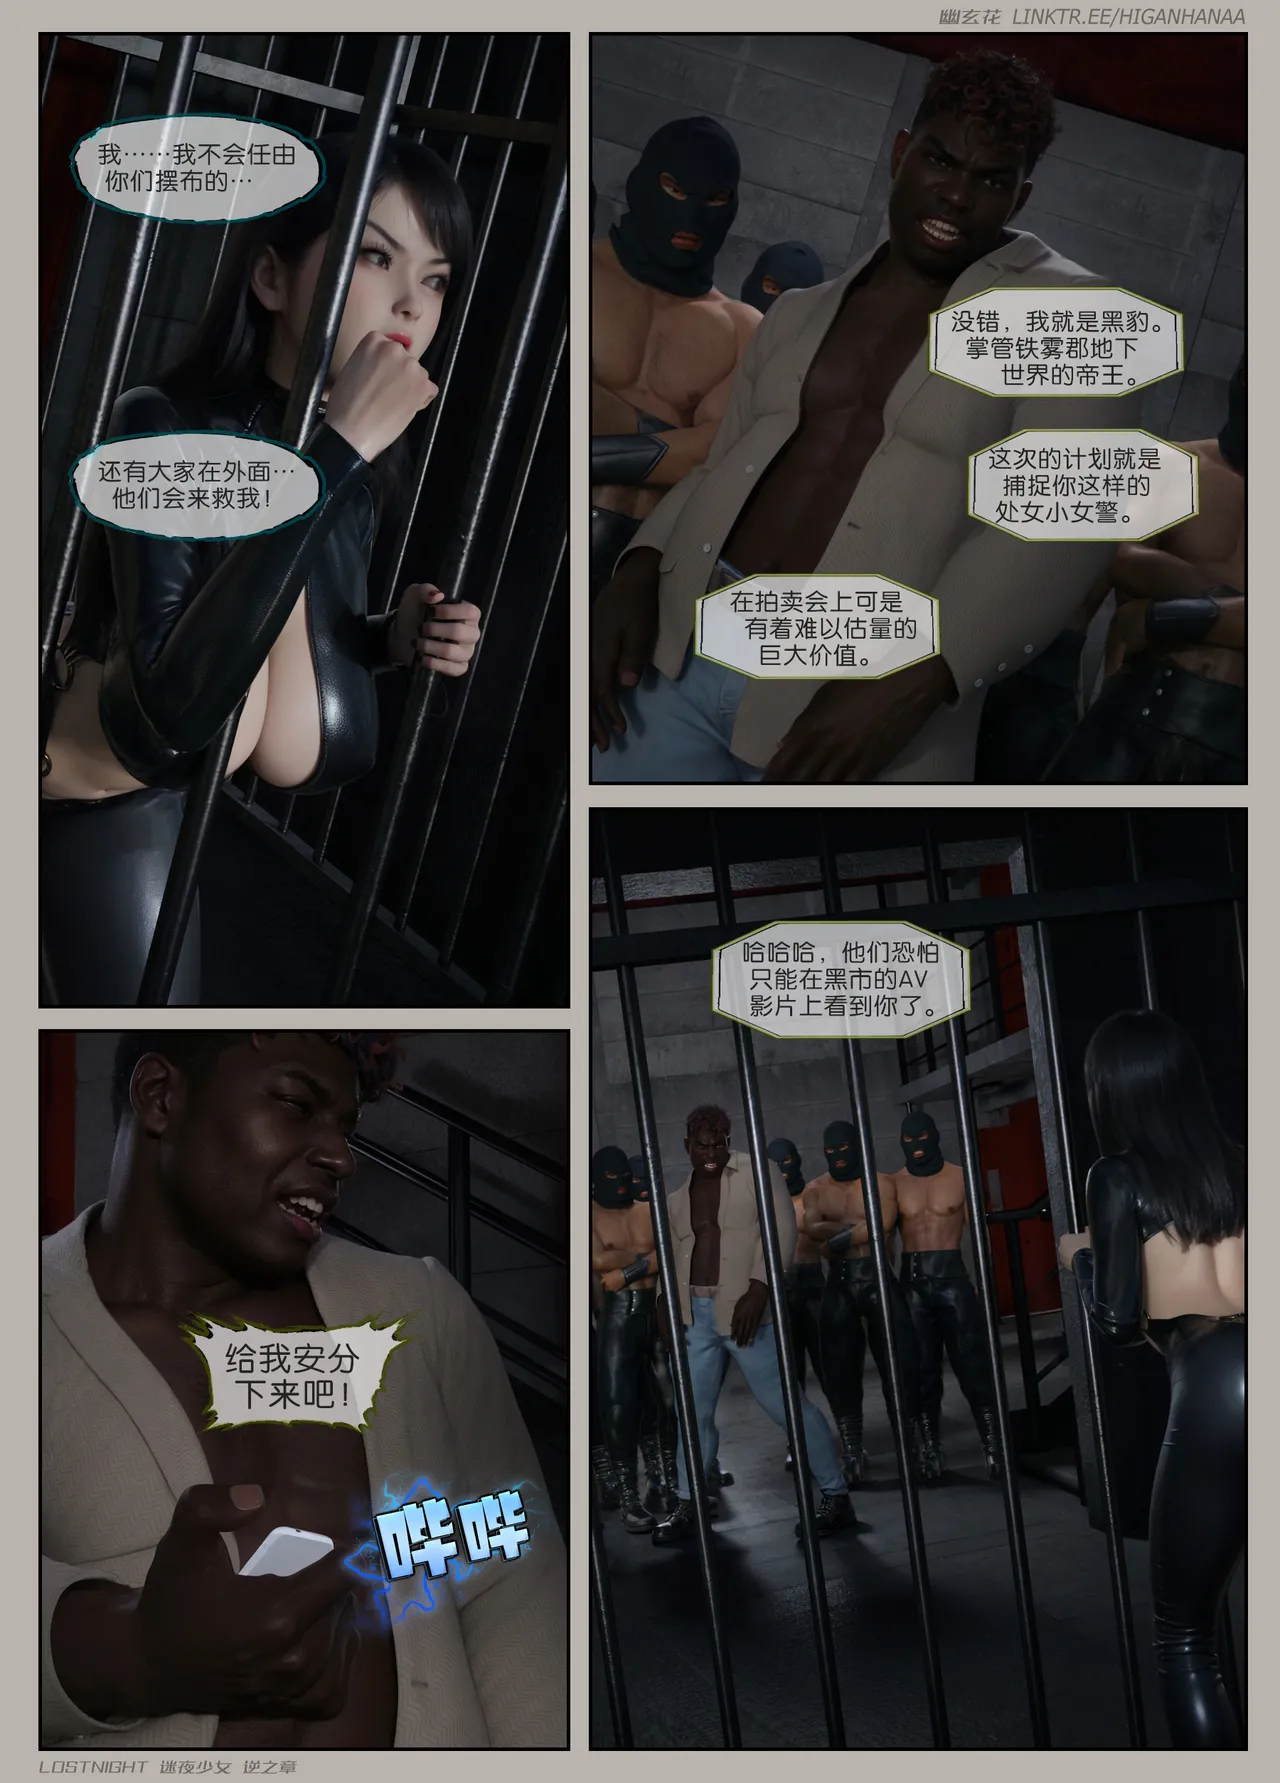 幽玄花 LINKTR.EE/HIGANHANAA
我……我不会任由
你们摆布的…
还有大家在外面…
他们会来救我!
没错，我就是黑豹。
掌管铁雾郡地下
世界的帝王。
这次的计划就是
捕捉你这样的
处女小女警。
在拍卖会上可是
有着难以估量的
巨大价值。
哈哈哈，他们恐怕
只能在黑市的AV
影片上看到你了。
给我安分
下来吧!
哔哔
LOSTNIGHT 迷夜少女 逆之章